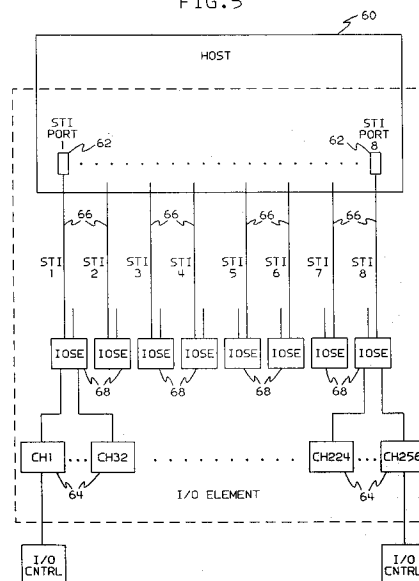 FIG.5
60
HOST
STI PORT 1
62
62
STI PORT 8
66 66 66 66
STI 1
STI 2
STI 3
STI 4
STI 5
STI 6
STI 7
STI 8
IOSE IOSE IOSE IOSE IOSE IOSE IOSE IOSE
68 68 68 68
CH1 ... CH32 CH224 ... CH256
64 64
I/O ELEMENT
I/O CNTRL
I/O CNTRL